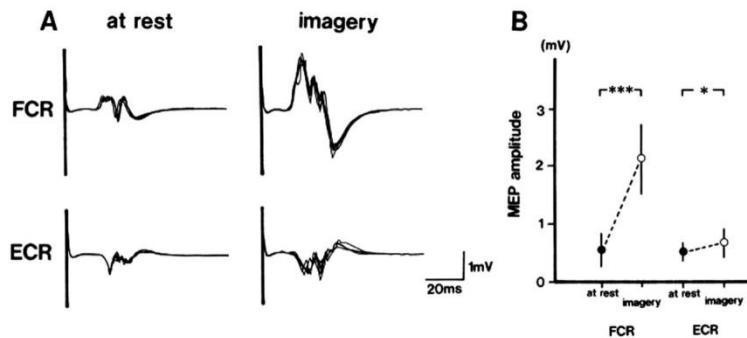 A
at rest
imagery
FCR
ECR
1mV
20ms
B
(mV)
MEP amplitude
3
2
1
0
***
*
at rest
imagery
at rest
imagery
FCR
ECR